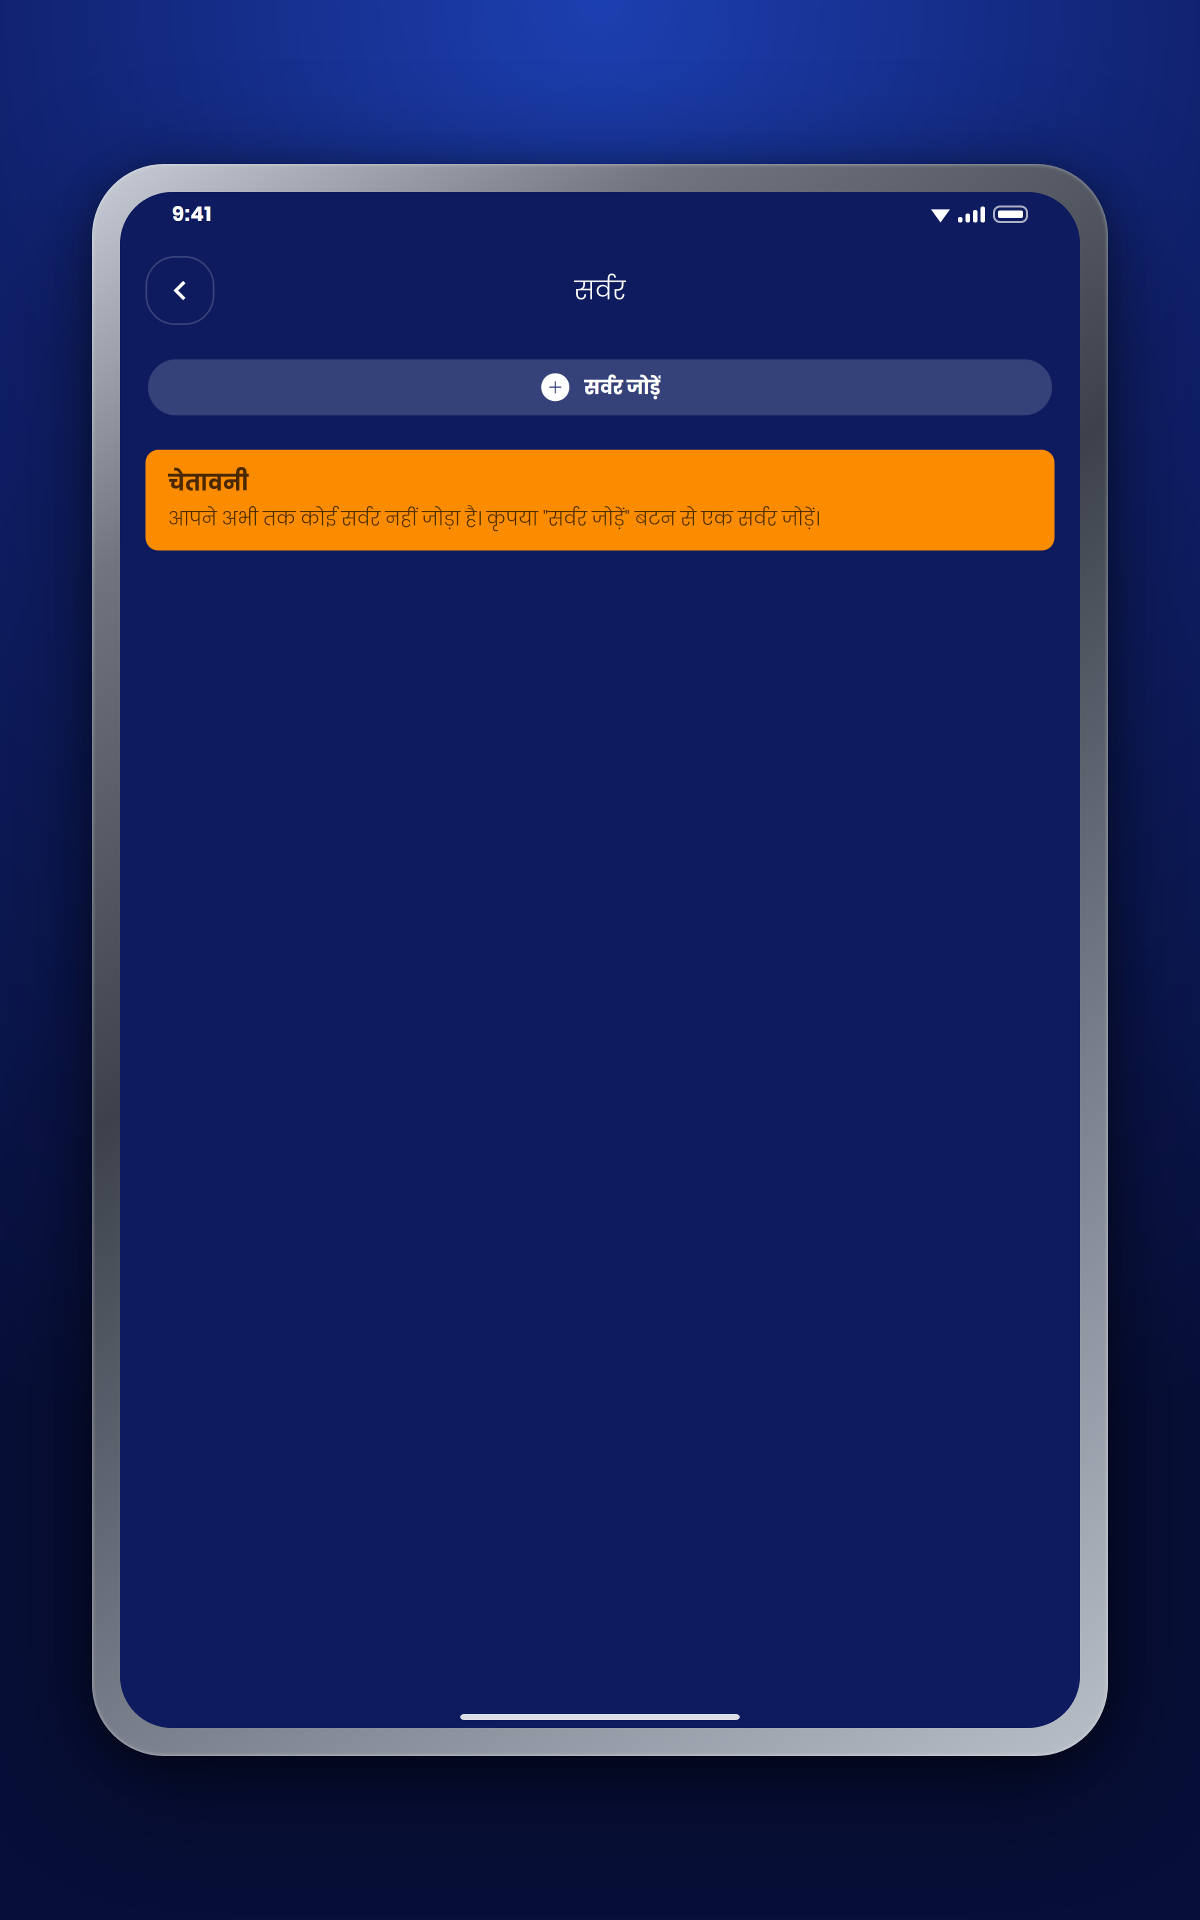 9:41
सर्वर
सर्वर जोड़ें
चेतावनी
आपने अभी तक कोई सर्वर नहीं जोड़ा है। कृपया "सर्वर जोड़ें" बटन से एक सर्वर जोड़ें।